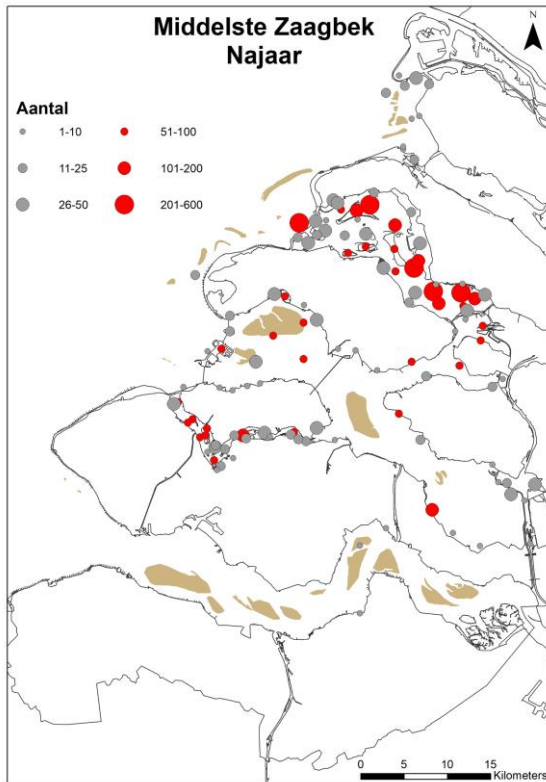 Middelste Zaagbek
Najaar
N
Aantal
1-10 51-100
11-25 101-200
26-50 201-600
0 5 10 15
Kilometers